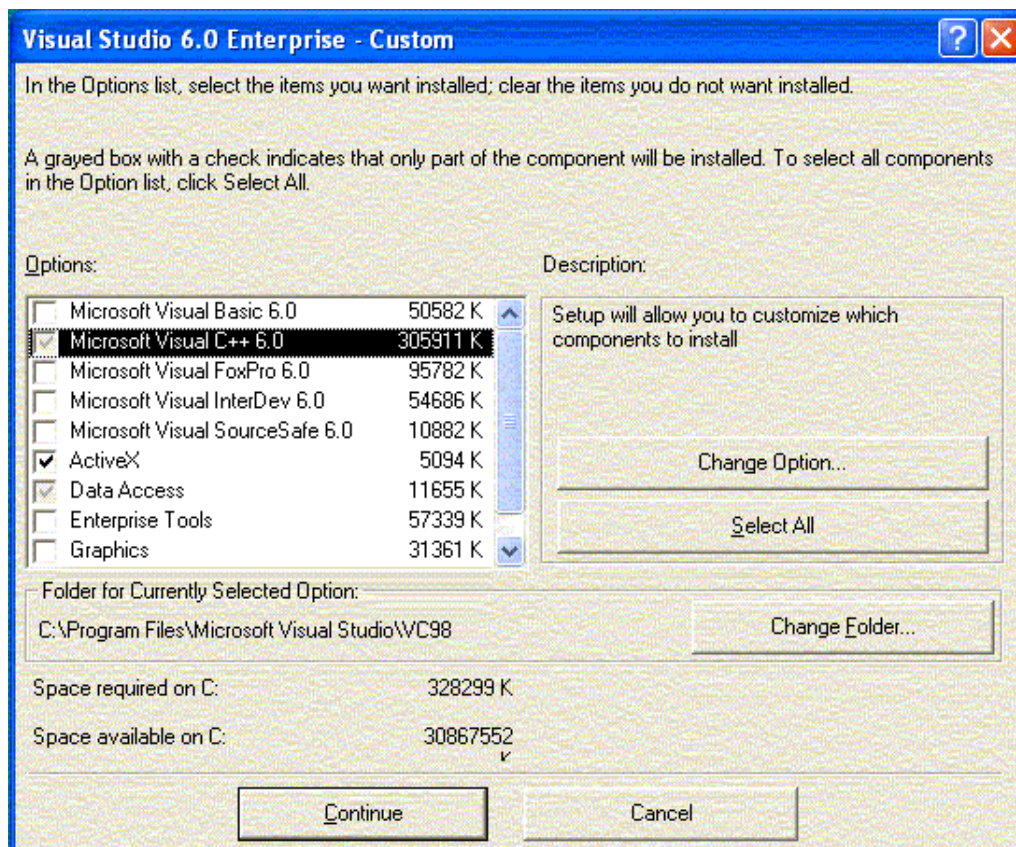 Visual Studio 6.0 Enterprise - Custom
In the Options list, select the items you want installed; clear the items you do not want installed.
A grayed box with a check indicates that only part of the component will be installed. To select all components
in the Option list, click Select All.
Options:
Description:
Microsoft Visual Basic 6.0 50582 K
Microsoft Visual C++ 6.0 305911 K
Microsoft Visual FoxPro 6.0 95782 K
Microsoft Visual InterDev 6.0 54686 K
Microsoft Visual SourceSafe 6.0 10882 K
ActiveX 5094 K
Data Access 11655 K
Enterprise Tools 57339 K
Graphics 31361 K
Setup will allow you to customize which
components to install
Change Option...
Select All
Folder for Currently Selected Option:
C:\Program Files\Microsoft Visual Studio\VC98
Change Folder...
Space required on C: 328299 K
Space available on C: 30867552
K
Continue
Cancel